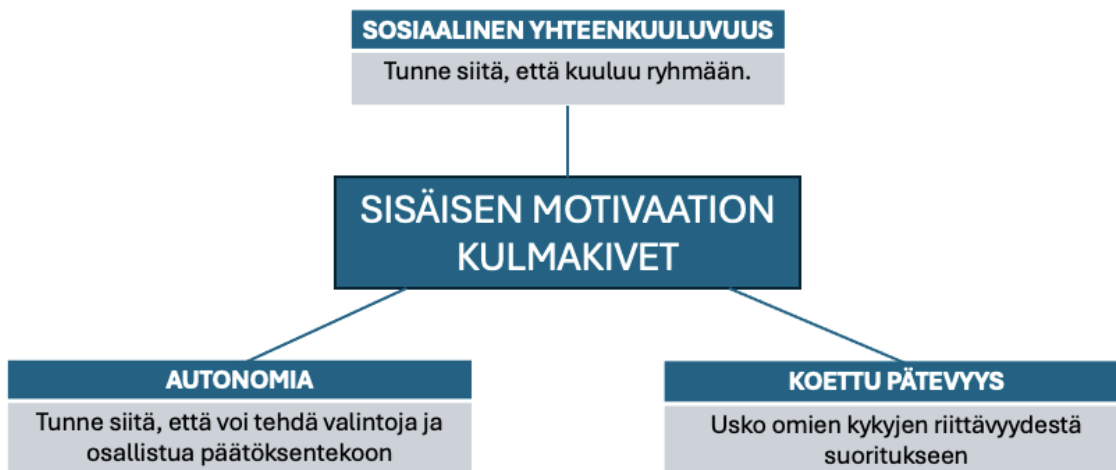 SOSIAALINEN YHTEENKUULUVUUS
Tunne siitä, että kuuluu ryhmään.
SISÄISEN MOTIVAATION
KULMAKIVET
AUTONOMIA
Tunne siitä, että voi tehdä valintoja ja
osallistua päätöksentekoon
KOETTU PÄTEVYYS
Usko omien kykyjen riittävyydestä
suoritukseen